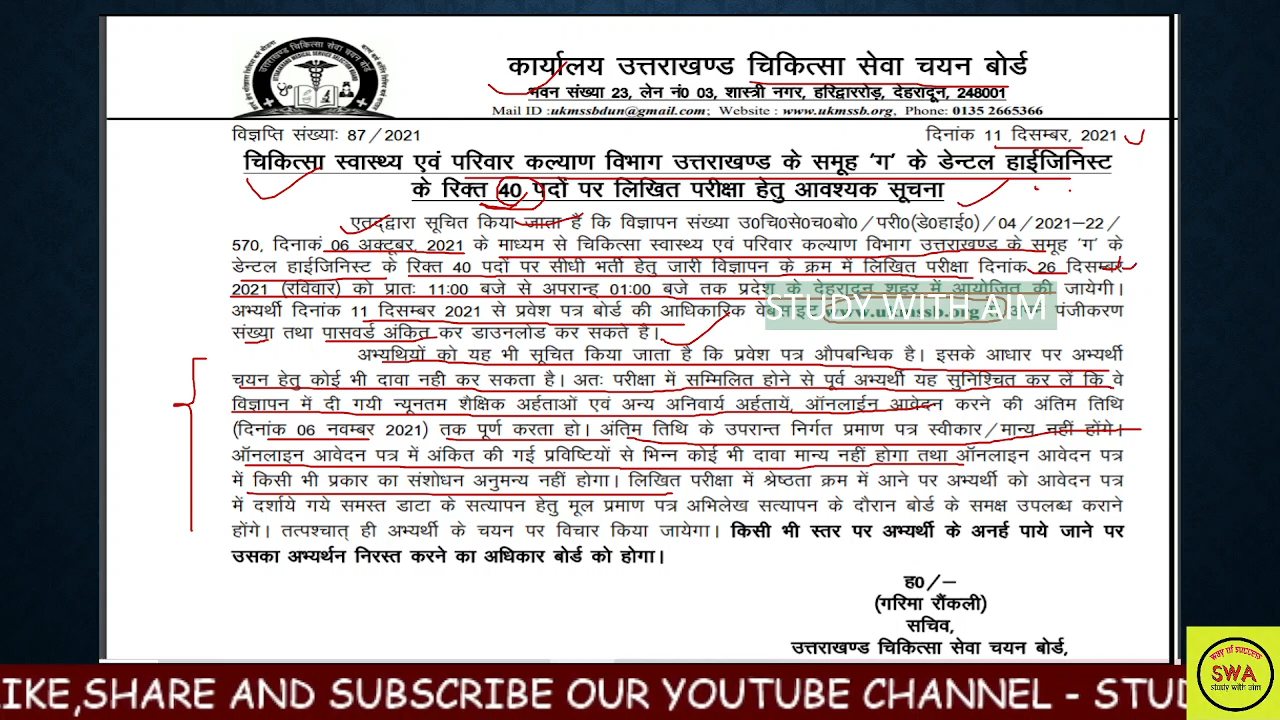 कार्यालय उत्तराखण्ड चिकित्सा सेवा चयन बोर्ड
भवन संख्या 23, लेन नं0 03, शास्त्री नगर, हरिद्वाररोड़, देहरादून, 248001
Mail ID :ukmssbdun@gmail.com; Website : www.ukmssb.org, Phone: 0135 2665366
विज्ञप्ति संख्याः 87/2021 दिनांक 11 दिसम्बर, 2021
चिकित्सा स्वास्थ्य एवं परिवार कल्याण विभाग उत्तराखण्ड के समूह ‘ग’ के डेन्टल हाईजिनिस्ट
के रिक्त 40 पदों पर लिखित परीक्षा हेतु आवश्यक सूचना
एतद्द्वारा सूचित किया जाता है कि विज्ञापन संख्या उ0चि0से0च0बो0/परी0(डे0हाई0)/04/2021–22/
570, दिनाकं 06 अक्टूबर, 2021 के माध्यम से चिकित्सा स्वास्थ्य एवं परिवार कल्याण विभाग उत्तराखण्ड के समूह ‘ग’ के
डेन्टल हाईजिनिस्ट के रिक्त 40 पदों पर सीधी भर्ती हेतु जारी विज्ञापन के क्रम में लिखित परीक्षा दिनांक 26 दिसम्बर
2021 (रविवार) को प्रातः 11:00 बजे से अपरान्ह् 01:00 बजे तक प्रदेश के देहरादून शहर में आयोजित की जायेगी।
अभ्यार्थी दिनांक 11 दिसम्बर 2021 से प्रवेश पत्र बोर्ड की आधिकारिक वेबसाइट www.ukmssb.org से पंजीकरण
संख्या तथा पासवर्ड अंकित कर डाउनलोड कर सकते है।
STUDY WITH AIM
अभ्यथियों को यह भी सूचित किया जाता है कि प्रवेश पत्र औपबन्धिक है। इसके आधार पर अभ्यर्थी
चयन हेतु कोई भी दावा नही कर सकता है। अतः परीक्षा में सम्मिलित होने से पूर्व अभ्यर्थी यह सुनिश्चित कर लें कि वे
विज्ञापन में दी गयी न्यूनतम शैक्षिक अर्हताओं एवं अन्य अनिवार्य अर्हतायें, ऑनलाईन आवेदन करने की अंतिम तिथि
(दिनांक 06 नवम्बर 2021) तक पूर्ण करता हो। अंतिम तिथि के उपरान्त निर्गत प्रमाण पत्र स्वीकार/मान्य नहीं होंगे।
ऑनलाइन आवेदन पत्र में अंकित की गई प्रविष्टियों से भिन्न कोई भी दावा मान्य नहीं होगा तथा ऑनलाइन आवेदन पत्र
में किसी भी प्रकार का संशोधन अनुमन्य नहीं होगा। लिखित परीक्षा में श्रेष्ठता क्रम में आने पर अभ्यर्थी को आवेदन पत्र
में दर्शाये गये समस्त डाटा के सत्यापन हेतु मूल प्रमाण पत्र अभिलेख सत्यापन के दौरान बोर्ड के समक्ष उपलब्ध कराने
होंगे। तत्पश्चात् ही अभ्यर्थी के चयन पर विचार किया जायेगा। किसी भी स्तर पर अभ्यर्थी के अनर्ह पाये जाने पर
उसका अभ्यर्थन निरस्त करने का अधिकार बोर्ड को होगा।
ह0/–
(गरिमा रौंकली)
सचिव,
उत्तराखण्ड चिकित्सा सेवा चयन बोर्ड,
IKE,SHARE AND SUBSCRIBE OUR YOUTUBE CHANNEL - STUD
way of success
SWA
study with aim